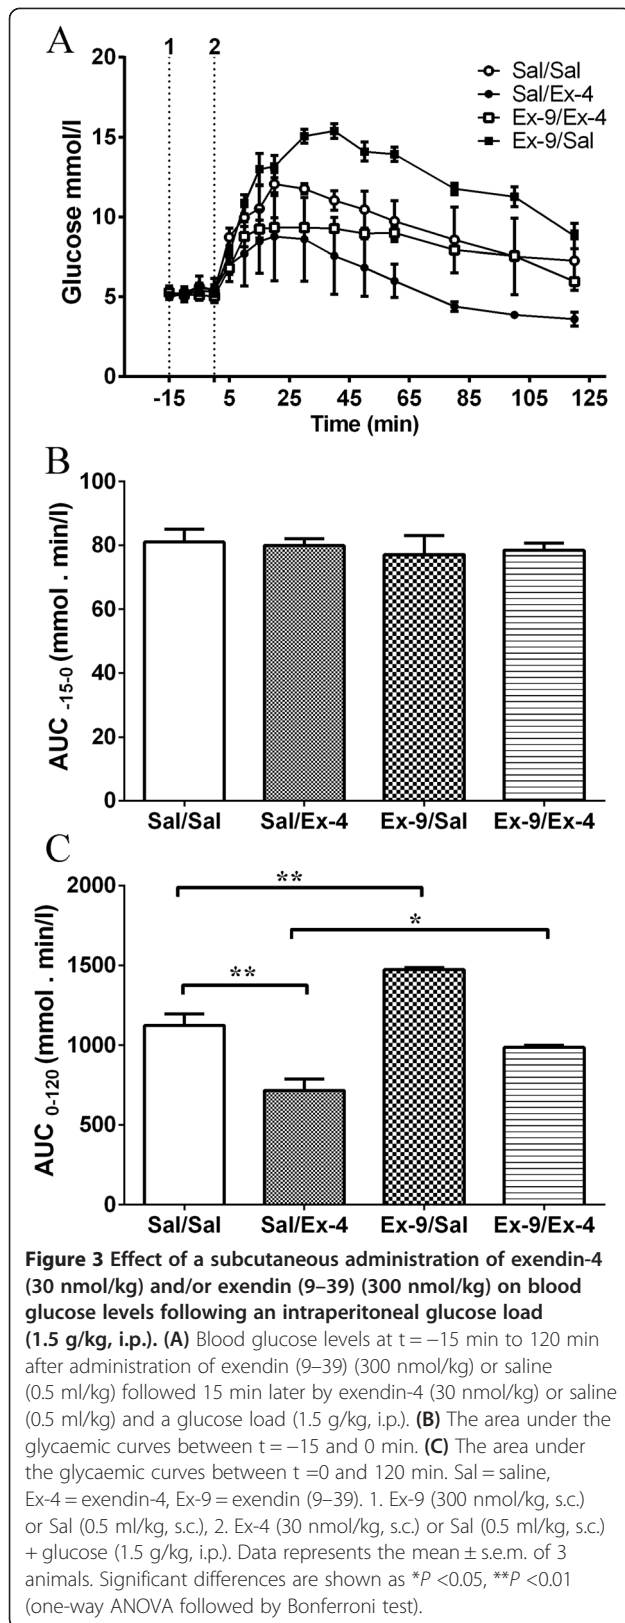 A
1 2
Glucose mmol/l
20
15
10
5
0
Sal/Sal
Sal/Ex-4
Ex-9/Ex-4
Ex-9/Sal
-15 5 25 45 65 85 105 125
Time (min)
B
AUC -15-0 (mmol . min/l)
100
80
60
40
20
0
Sal/Sal Sal/Ex-4 Ex-9/Sal Ex-9/Ex-4
C
AUC 0-120 (mmol . min/l)
2000
1500
1000
500
0
**
*
**
Sal/Sal Sal/Ex-4 Ex-9/Sal Ex-9/Ex-4
Figure 3 Effect of a subcutaneous administration of exendin-4
(30 nmol/kg) and/or exendin (9–39) (300 nmol/kg) on blood
glucose levels following an intraperitoneal glucose load
(1.5 g/kg, i.p.). (A) Blood glucose levels at t = −15 min to 120 min
after administration of exendin (9–39) (300 nmol/kg) or saline
(0.5 ml/kg) followed 15 min later by exendin-4 (30 nmol/kg) or saline
(0.5 ml/kg) and a glucose load (1.5 g/kg, i.p.). (B) The area under the
glycaemic curves between t = −15 and 0 min. (C) The area under
the glycaemic curves between t =0 and 120 min. Sal = saline,
Ex-4 = exendin-4, Ex-9 = exendin (9–39). 1. Ex-9 (300 nmol/kg, s.c.)
or Sal (0.5 ml/kg, s.c.), 2. Ex-4 (30 nmol/kg, s.c.) or Sal (0.5 ml/kg, s.c.)
+ glucose (1.5 g/kg, i.p.). Data represents the mean ± s.e.m. of 3
animals. Significant differences are shown as *P <0.05, **P <0.01
(one-way ANOVA followed by Bonferroni test).